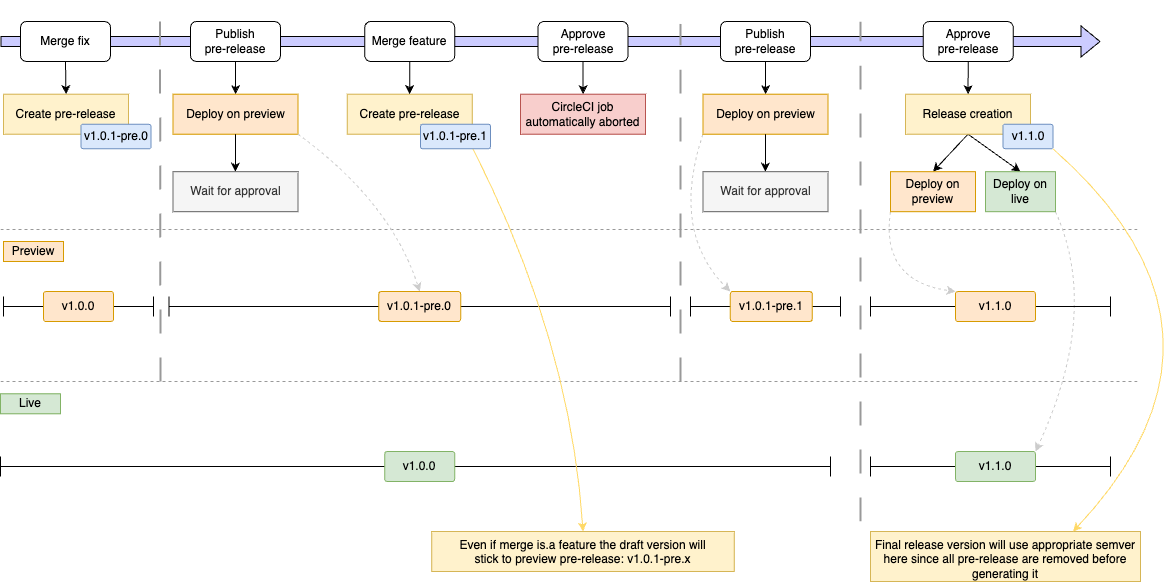 Merge fix
Publish
pre-release
Merge feature
Approve
pre-release
Publish
pre-release
Approve
pre-release
Create pre-release
v1.0.1-pre.0
Deploy on preview
Create pre-release
v1.0.1-pre.1
CircleCI job
automatically aborted
Deploy on preview
Release creation
v1.1.0
Wait for approval
Wait for approval
Deploy on
preview
Deploy on
live
Preview
v1.0.0
v1.0.1-pre.0
v1.0.1-pre.1
v1.1.0
Live
v1.0.0
v1.1.0
Even if merge is.a feature the draft version will
stick to preview pre-release: v1.0.1-pre.x
Final release version will use appropriate semver
here since all pre-release are removed before
generating it